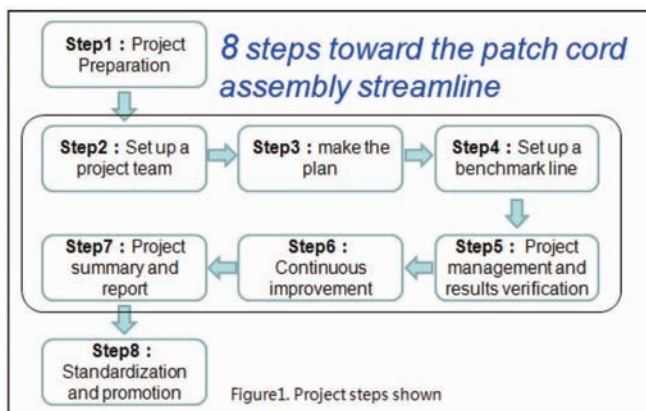 8 steps toward the patch cord
assembly streamline
Step1：Project
Preparation
Step2：Set up a
project team
Step3：make the
plan
Step4：Set up a
benchmark line
Step5：Project
management and
results verification
Step6：
Continuous
improvement
Step7：Project
summary and
report
Step8：
Standardization
and promotion
Figure1. Project steps shown